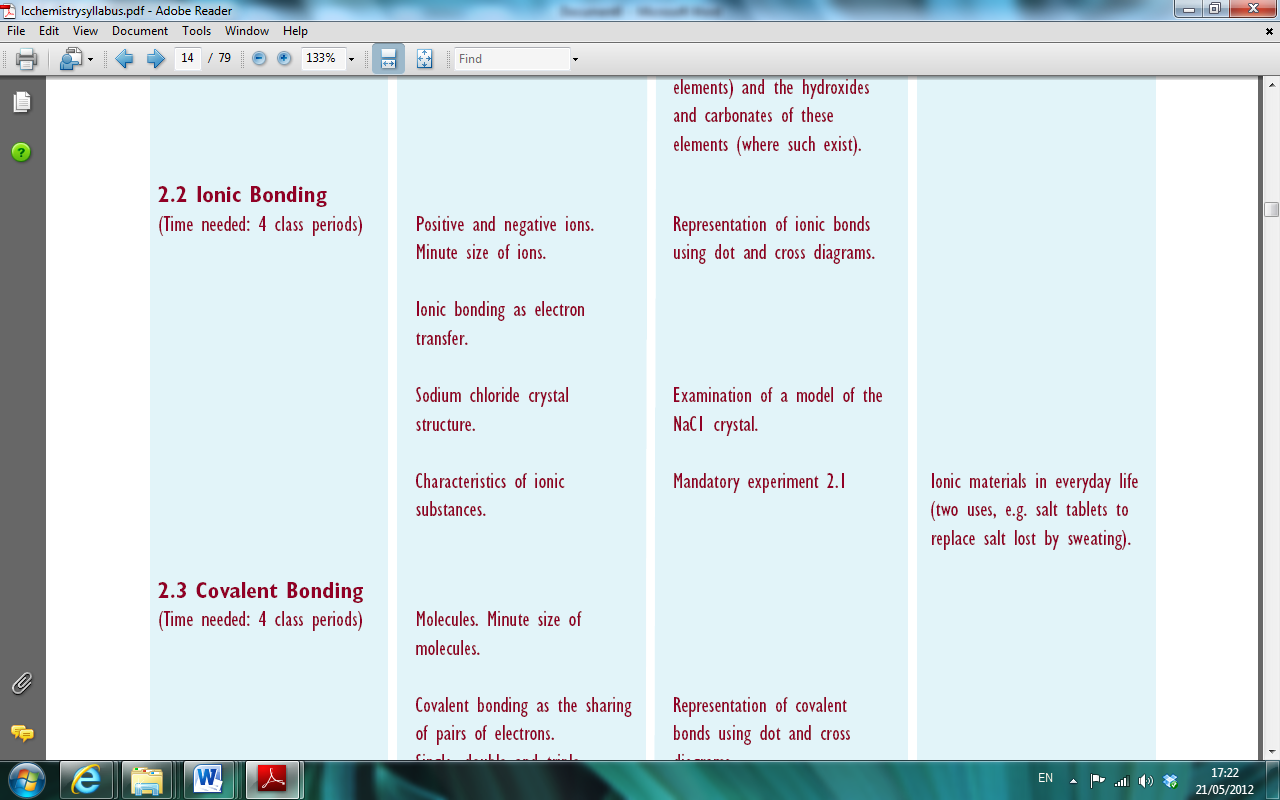 lcchemistrysyllabus.pdf - Adobe Reader
File Edit View Document Tools Window Help
14 / 79 133% Find
elements) and the hydroxides
and carbonates of these
elements (where such exist).
2.2 Ionic Bonding
(Time needed: 4 class periods)
Positive and negative ions.
Minute size of ions.
Representation of ionic bonds
using dot and cross diagrams.
Ionic bonding as electron
transfer.
Sodium chloride crystal
structure.
Examination of a model of the
NaC1 crystal.
Characteristics of ionic
substances.
Mandatory experiment 2.1
Ionic materials in everyday life
(two uses, e.g. salt tablets to
replace salt lost by sweating).
2.3 Covalent Bonding
(Time needed: 4 class periods)
Molecules. Minute size of
molecules.
Covalent bonding as the sharing
of pairs of electrons.
Single, double and triple
Representation of covalent
bonds using dot and cross
diagrams.
EN
17:22
21/05/2012